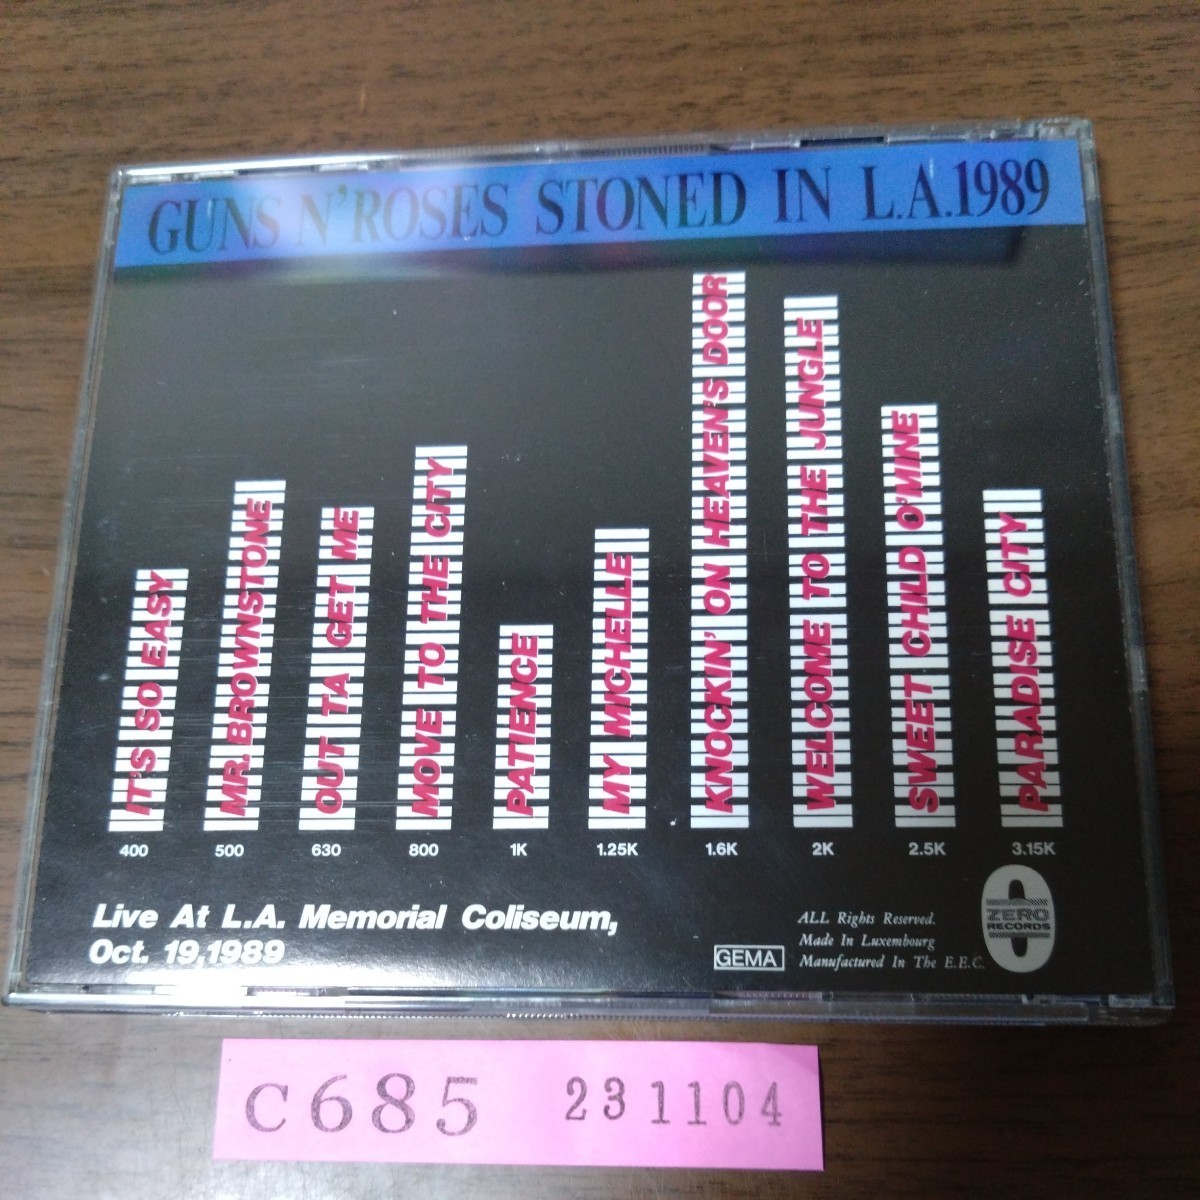 GUNS N' ROSES STONED IN L.A.1989
IT'S SO EASY
MR. BROWNSTONE
OUT TA GET ME
MOVE TO THE CITY
PATIENCE
MY MICHELLE
KNOCKIN' ON HEAVEN'S DOOR
WELCOME TO THE JUNGLE
SWEET CHILD O'MINE
PARADISE CITY
400 500 630 800 1K 1.25K 1.6K 2K 2.5K 3.15K
Live At L.A. Memorial Coliseum,
Oct. 19,1989
GEMA
ALL Rights Reserved.
Made In Luxembourg
Manufactured In The E.E.C.
ZERO
RECORDS
C685 231104